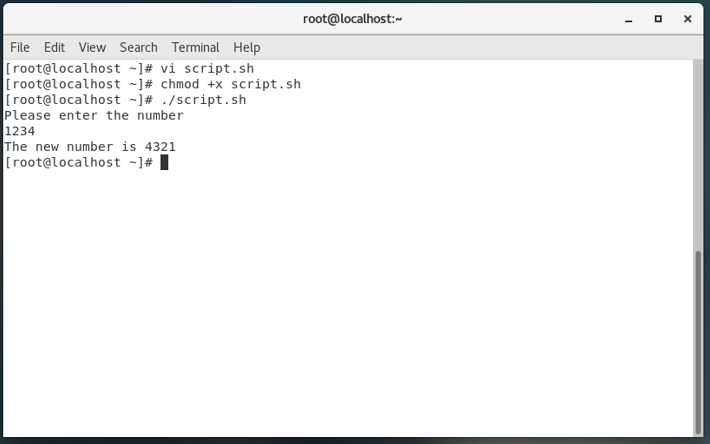 root@localhost:~
File Edit View Search Terminal Help
[root@localhost ~]# vi script.sh
[root@localhost ~]# chmod +x script.sh
[root@localhost ~]# ./script.sh
Please enter the number
1234
The new number is 4321
[root@localhost ~]#